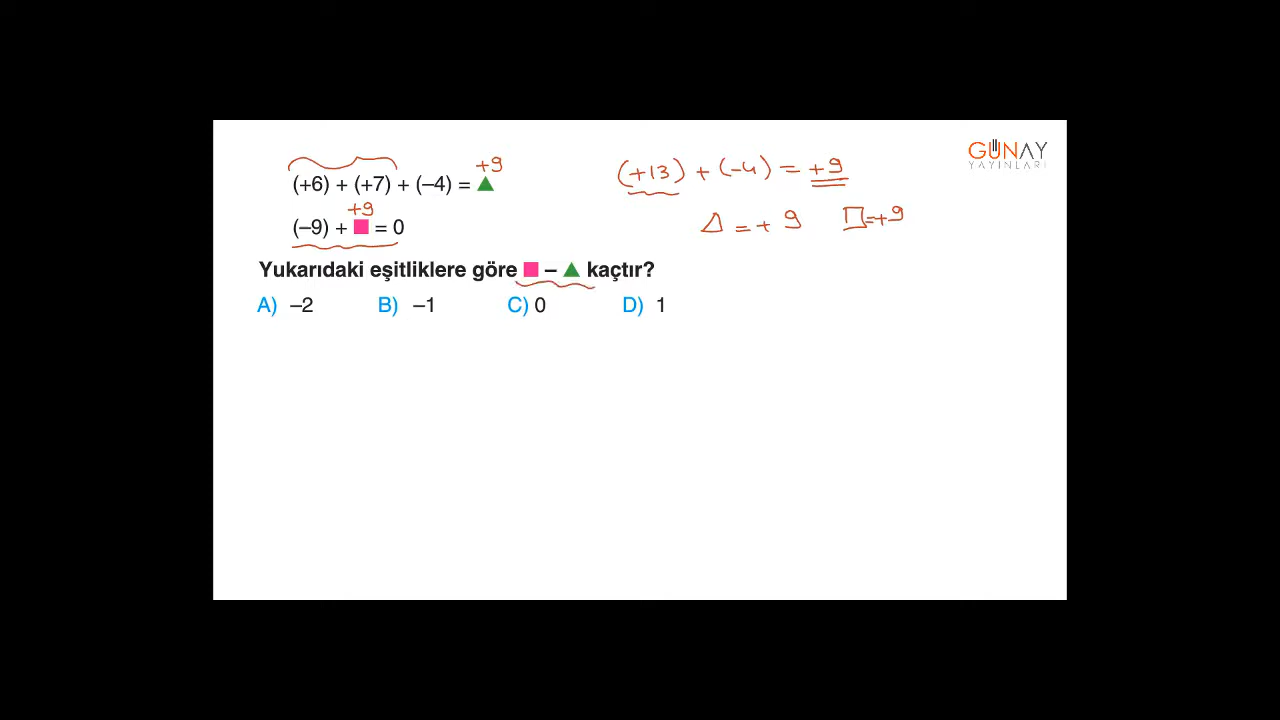 GÜNAY
YAYINLARI
+9
(+6) + (+7) + (–4) = ▲
(+13) + (-4) = +9
+9
(–9) + ■ = 0
△ = + 9 □=+9
Yukarıdaki eşitliklere göre ■ – ▲ kaçtır?
A) –2 B) –1 C) 0 D) 1